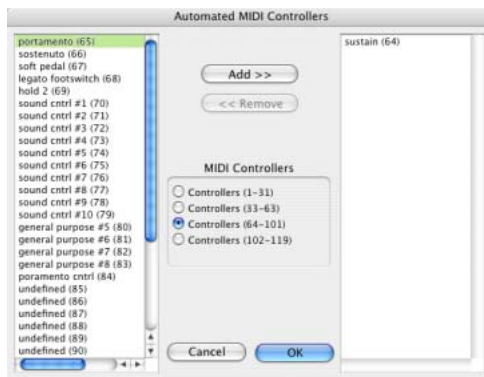 Automated MIDI Controllers
portamento (65)
sostenuto (66)
soft pedal (67)
legato footswitch (68)
hold 2 (69)
sound cntrl #1 (70)
sound cntrl #2 (71)
sound cntrl #3 (72)
sound cntrl #4 (73)
sound cntrl #5 (74)
sound cntrl #6 (75)
sound cntrl #7 (76)
sound cntrl #8 (77)
sound cntrl #9 (78)
sound cntrl #10 (79)
general purpose #5 (80)
general purpose #6 (81)
general purpose #7 (82)
general purpose #8 (83)
poramento cntrl (84)
undefined (85)
undefined (86)
undefined (87)
undefined (88)
undefined (89)
undefined (90)
Add >>
<< Remove
MIDI Controllers
Controllers (1-31)
Controllers (33-63)
Controllers (64-101)
Controllers (102-119)
Cancel
OK
sustain (64)